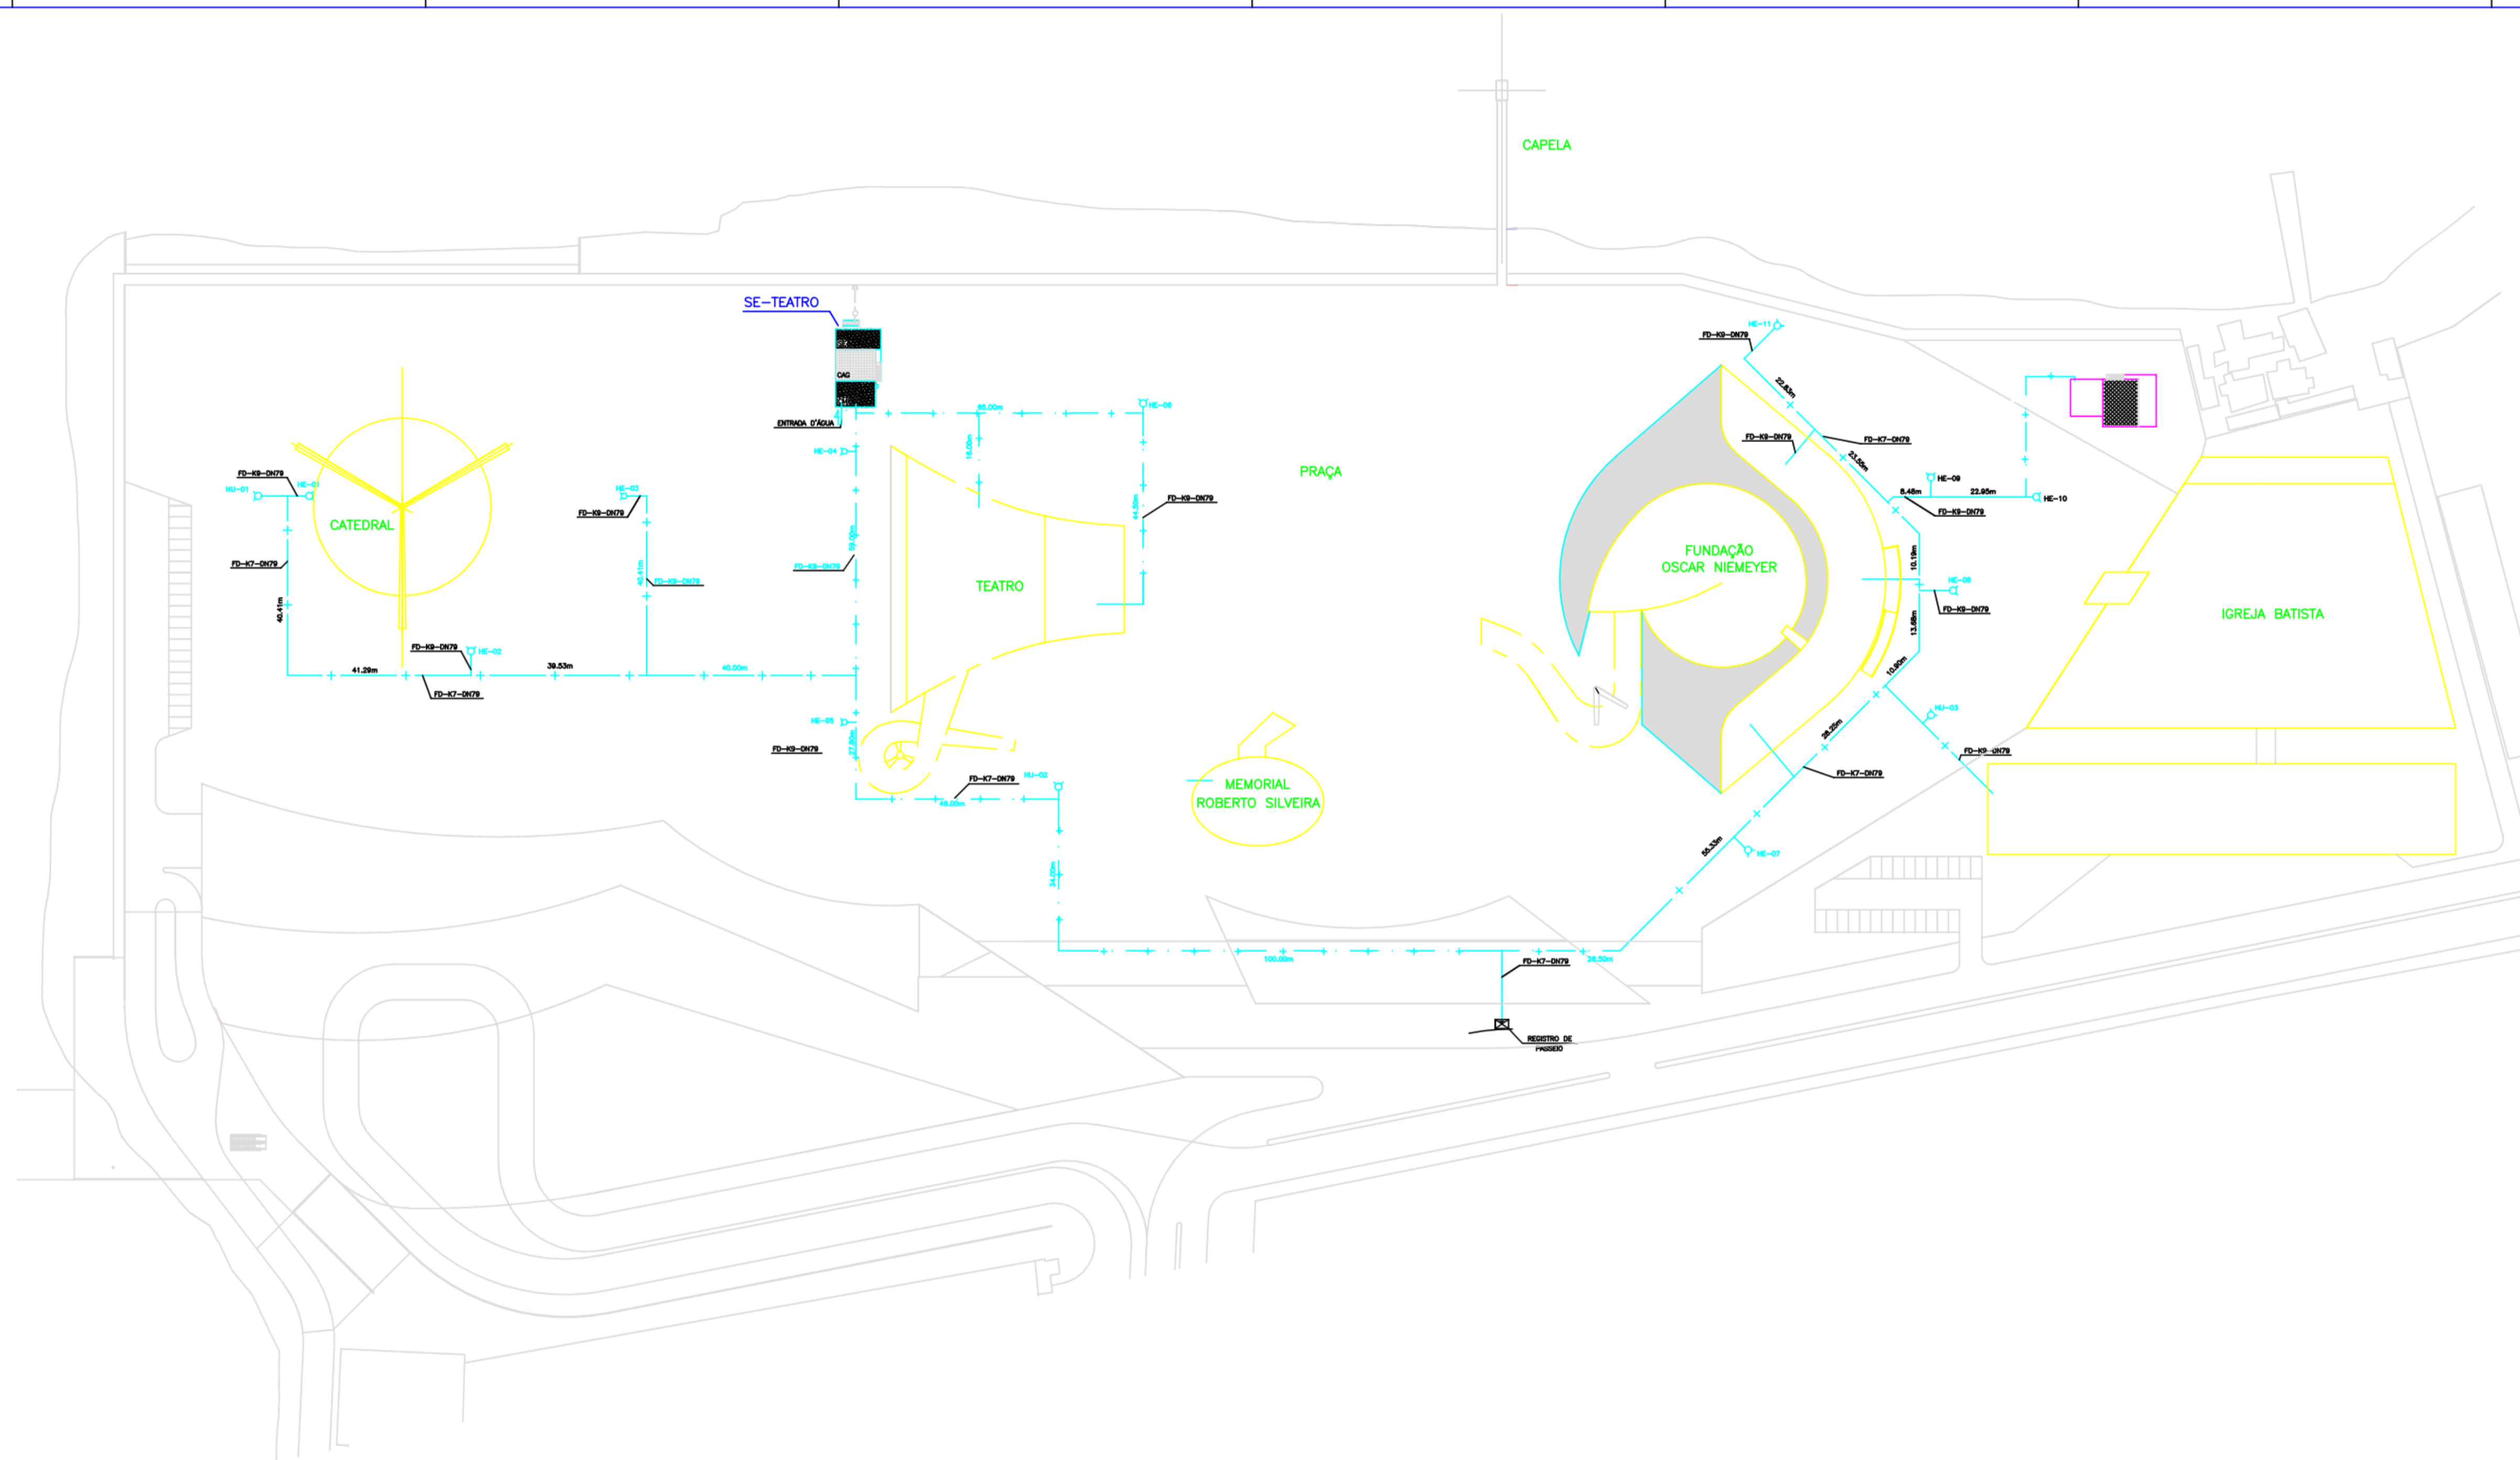 CAPELA
SE-TEATRO
CAG
ENTRADA D'ÁGUA
68.00m
HE-06
18.00m
HE-04
44.50m
FD-K9-DN79
59.00m
FD-K9-DN79
TEATRO
HE-05
27.80m
FD-K9-DN79
FD-K9-DN79
HU-01
HE-01
CATEDRAL
FD-K7-DN79
40.41m
HE-03
FD-K9-DN79
40.41m
FD-K9-DN79
FD-K9-DN79
HE-02
41.29m
39.53m
40.00m
FD-K7-DN79
FD-K7-DN79
HU-02
48.00m
34.00m
PRAÇA
MEMORIAL
ROBERTO SILVEIRA
100.00m
26.50m
FD-K7-DN79
REGISTRO DE
PASSEIO
HE-11
FD-K9-DN79
22.83m
FD-K9-DN79
FD-K7-DN79
23.55m
HE-09
8.48m
22.95m
HE-10
FD-K9-DN79
FUNDAÇÃO
OSCAR NIEMEYER
10.19m
HE-08
FD-K9-DN79
13.68m
10.90m
HU-03
28.25m
FD-K9-DN79
FD-K7-DN79
55.33m
HE-07
IGREJA BATISTA